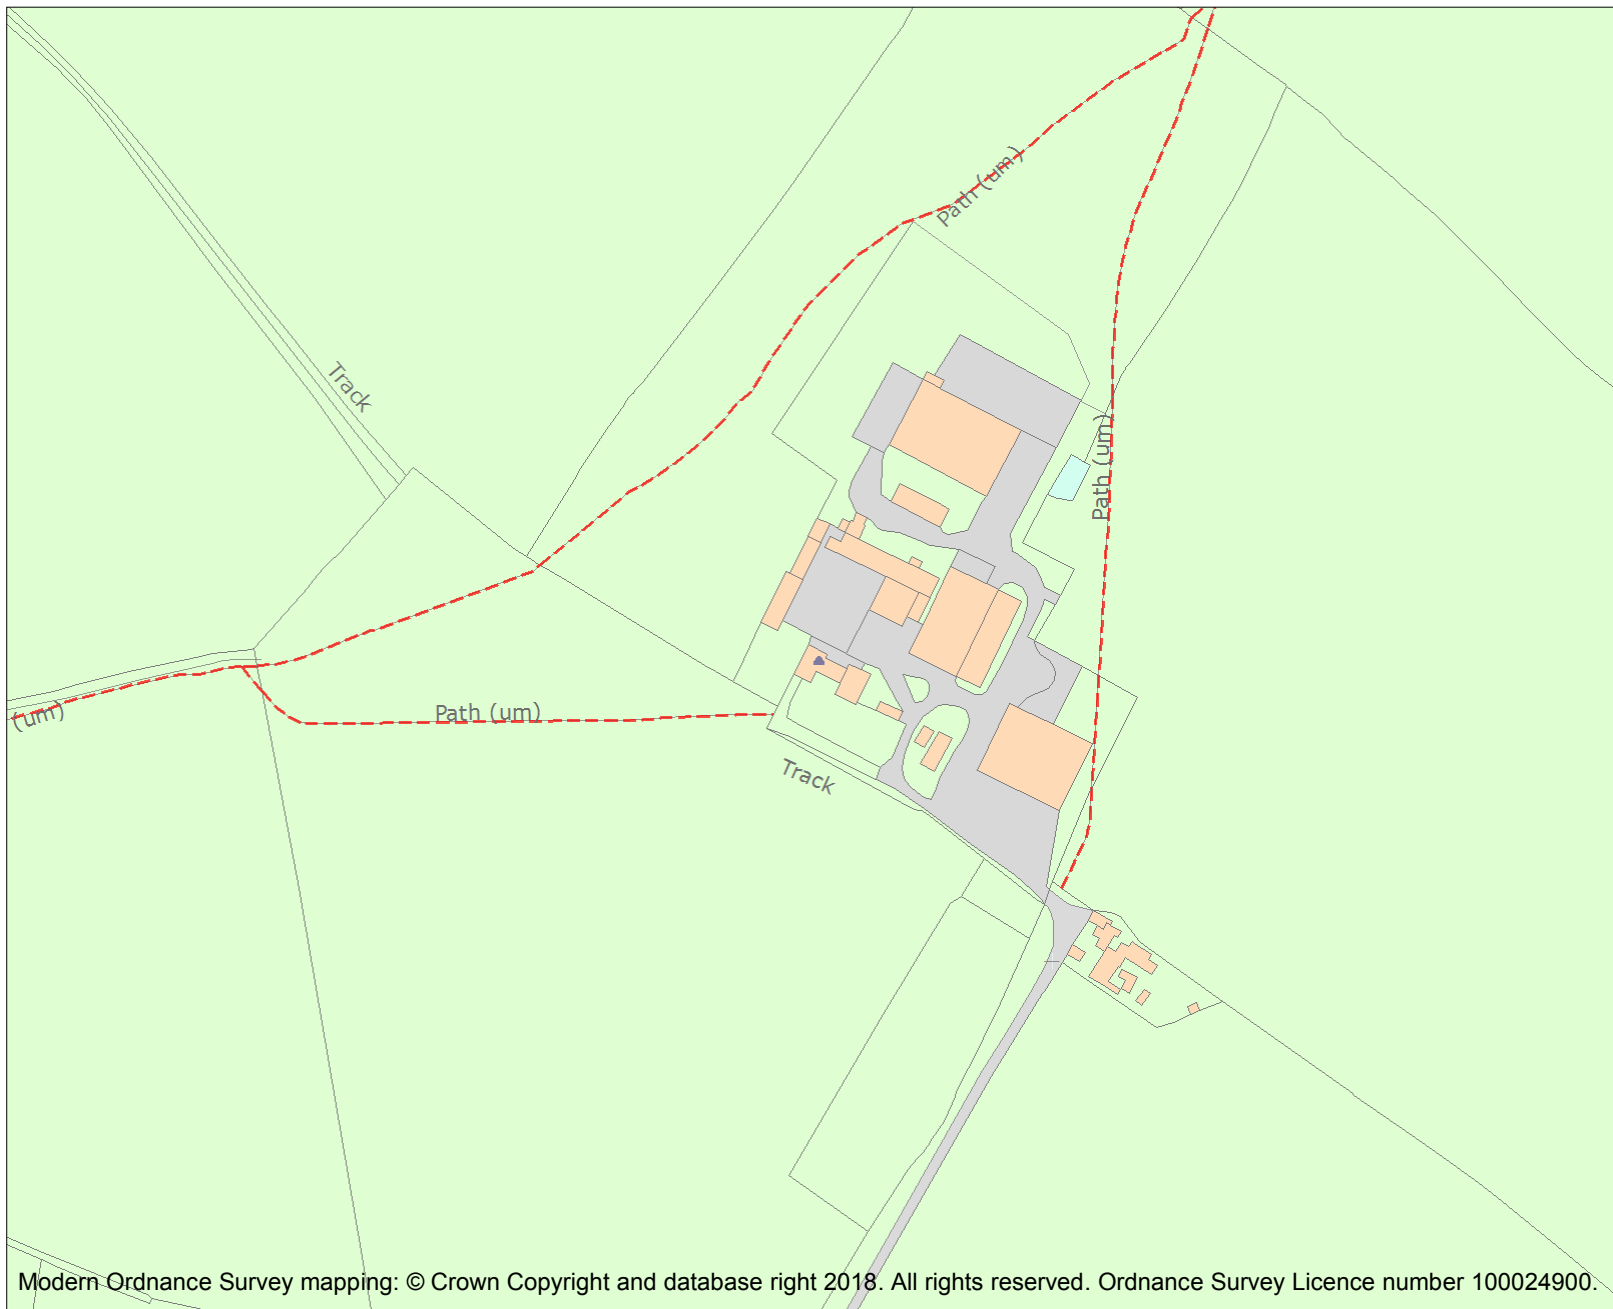 Path (um)
Track
Path (um)
(um)
Path (um)
Track
Modern Ordnance Survey mapping: © Crown Copyright and database right 2018. All rights reserved. Ordnance Survey Licence number 100024900.